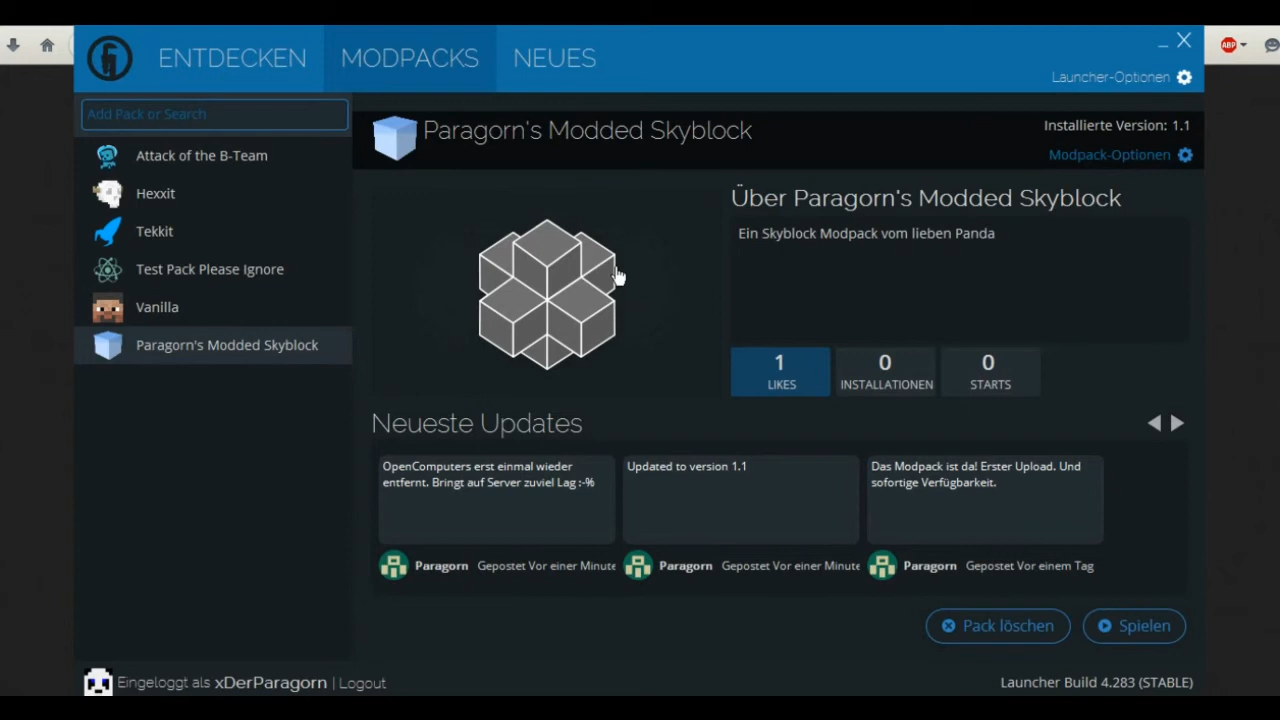 ENTDECKEN MODPACKS NEUES
ABP
Launcher-Optionen
Add Pack or Search
Attack of the B-Team
Hexxit
Tekkit
Test Pack Please Ignore
Vanilla
Paragorn's Modded Skyblock
Paragorn's Modded Skyblock
Installierte Version: 1.1
Modpack-Optionen
Über Paragorn's Modded Skyblock
Ein Skyblock Modpack vom lieben Panda
1
LIKES
0
INSTALLATIONEN
0
STARTS
Neueste Updates
OpenComputers erst einmal wieder
entfernt. Bringt auf Server zuviel Lag :-%
Paragorn Gepostet Vor einer Minute
Updated to version 1.1
Paragorn Gepostet Vor einer Minute
Das Modpack ist da! Erster Upload. Und
sofortige Verfügbarkeit.
Paragorn Gepostet Vor einem Tag
Pack löschen
Spielen
Eingeloggt als xDerParagorn | Logout
Launcher Build 4.283 (STABLE)